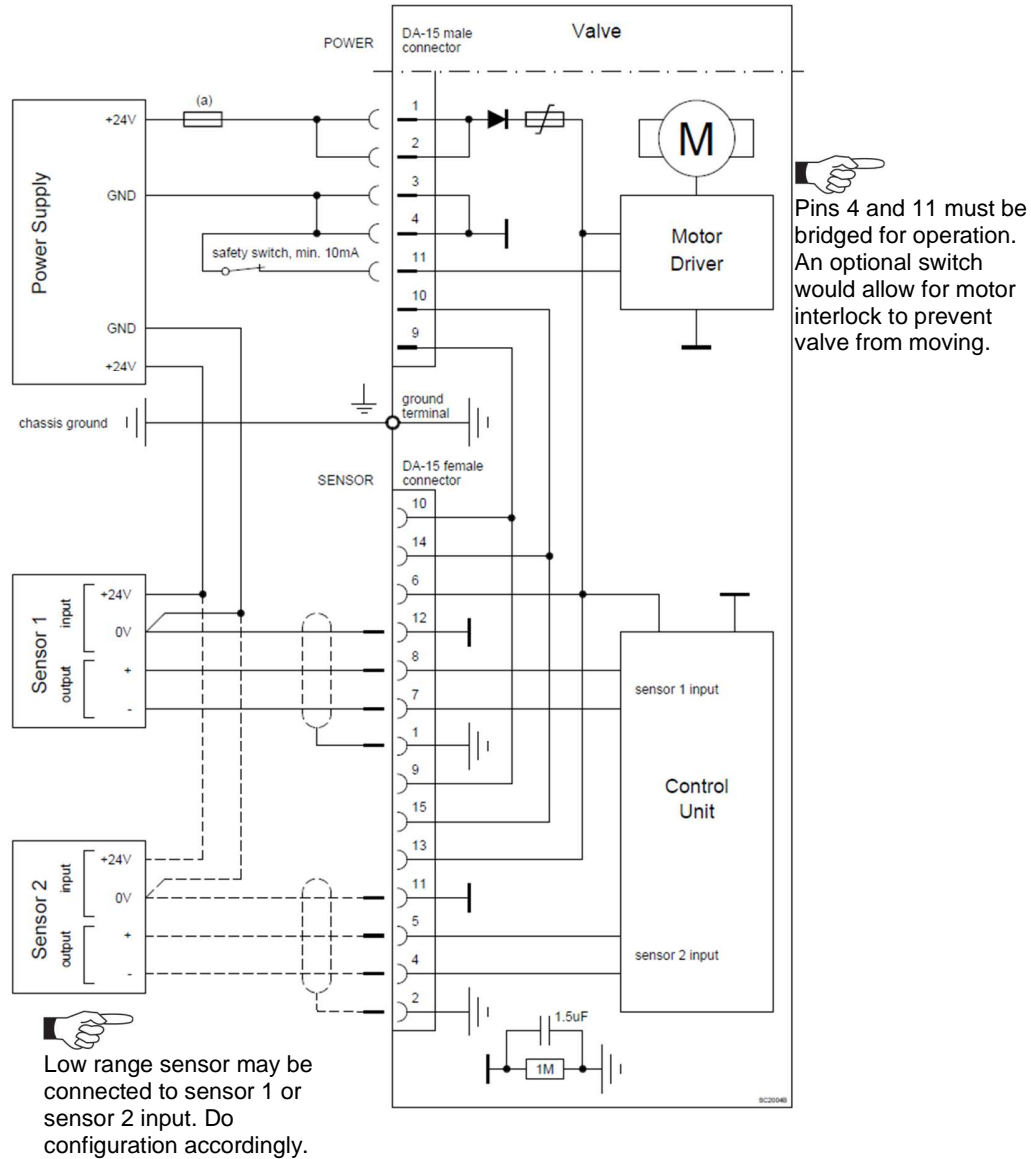 POWER
DA-15 male
connector
Valve
Power Supply
+24V
(a)
GND
safety switch, min. 10mA
GND
+24V
1
2
3
4
11
10
9
M
Motor
Driver
Pins 4 and 11 must be
bridged for operation.
An optional switch
would allow for motor
interlock to prevent
valve from moving.
chassis ground
ground
terminal
SENSOR
DA-15 female
connector
10
14
6
12
8
7
1
9
15
13
11
5
4
2
Sensor 1
input
+24V
0V
output
+
-
Sensor 2
input
+24V
0V
output
+
-
sensor 1 input
Control
Unit
sensor 2 input
1.5uF
1M
SC2004B
Low range sensor may be
connected to sensor 1 or
sensor 2 input. Do
configuration accordingly.